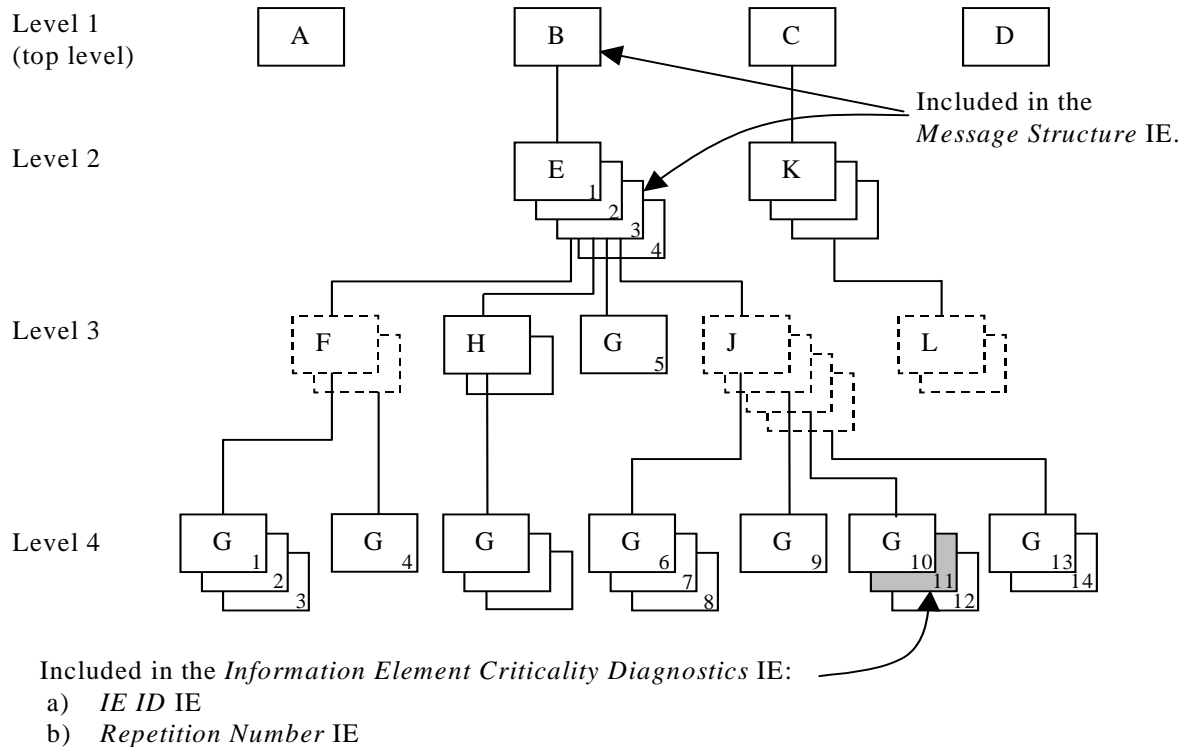 Level 1
(top level)
A
B
C
D
Included in the
Message Structure IE.
Level 2
E
1
2
3
4
K
Level 3
F
H
G
5
J
L
Level 4
G
1
2
3
G
4
G
G
6
7
8
G
9
G
10
11
12
G
13
14
Included in the Information Element Criticality Diagnostics IE:
a) IE ID IE
b) Repetition Number IE